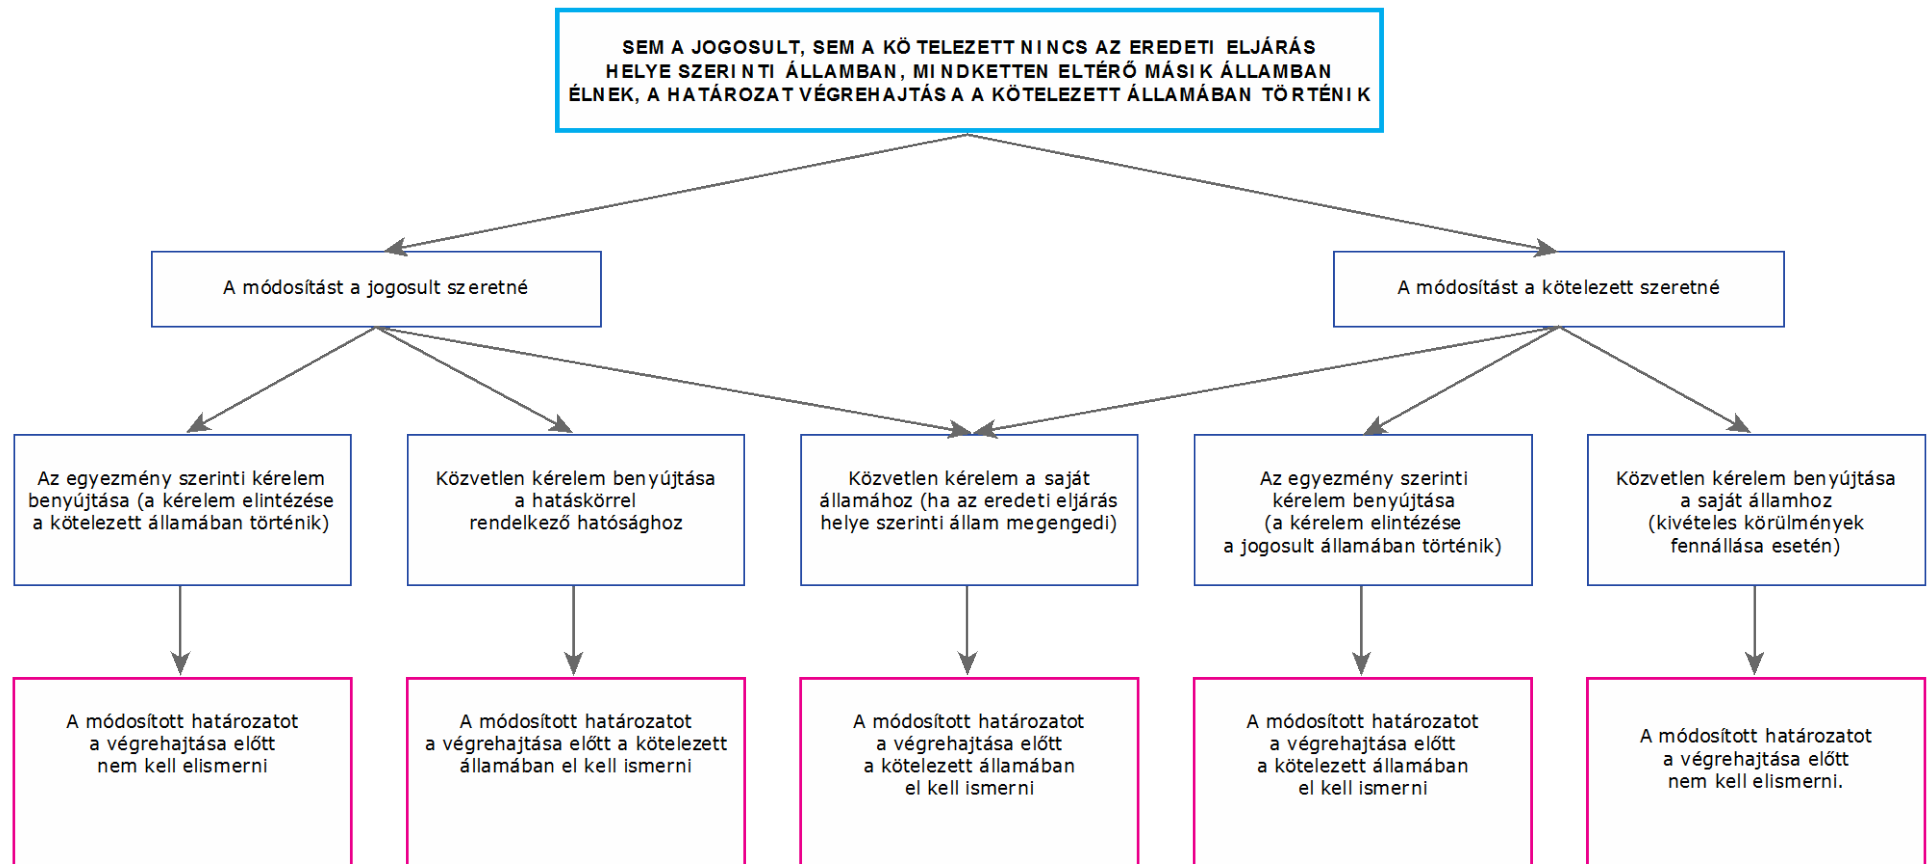 SEM A JOGOSULT, SEM A KÖTELEZETT NINCS AZ EREDETI ELJÁRÁS
HELYE SZERINTI ÁLLAMBAN, MINDKETTEN ELTÉRŐ MÁSIK ÁLLAMBAN
ÉLNEK, A HATÁROZAT VÉGREHAJTÁSA A KÖTELEZETT ÁLLAMÁBAN TÖRTÉNIK
A módosítást a jogosult szeretné
A módosítást a kötelezett szeretné
Az egyezmény szerinti kérelem
benyújtása (a kérelem elintézése
a kötelezett államában történik)
Közvetlen kérelem benyújtása
a hatáskörrel
rendelkező hatósághoz
Közvetlen kérelem a saját
államához (ha az eredeti eljárás
helye szerinti állam megengedi)
Az egyezmény szerinti
kérelem benyújtása
(a kérelem elintézése
a jogosult államában történik)
Közvetlen kérelem benyújtása
a saját államhoz
(kivételes körülmények
fennállása esetén)
A módosított határozatot
a végrehajtása előtt
nem kell elismerni
A módosított határozatot
a végrehajtása előtt a kötelezett
államában el kell ismerni
A módosított határozatot
a végrehajtása előtt
a kötelezett államában
el kell ismerni
A módosított határozatot
a végrehajtása előtt
a kötelezett államában
el kell ismerni
A módosított határozatot
a végrehajtása előtt
nem kell elismerni.